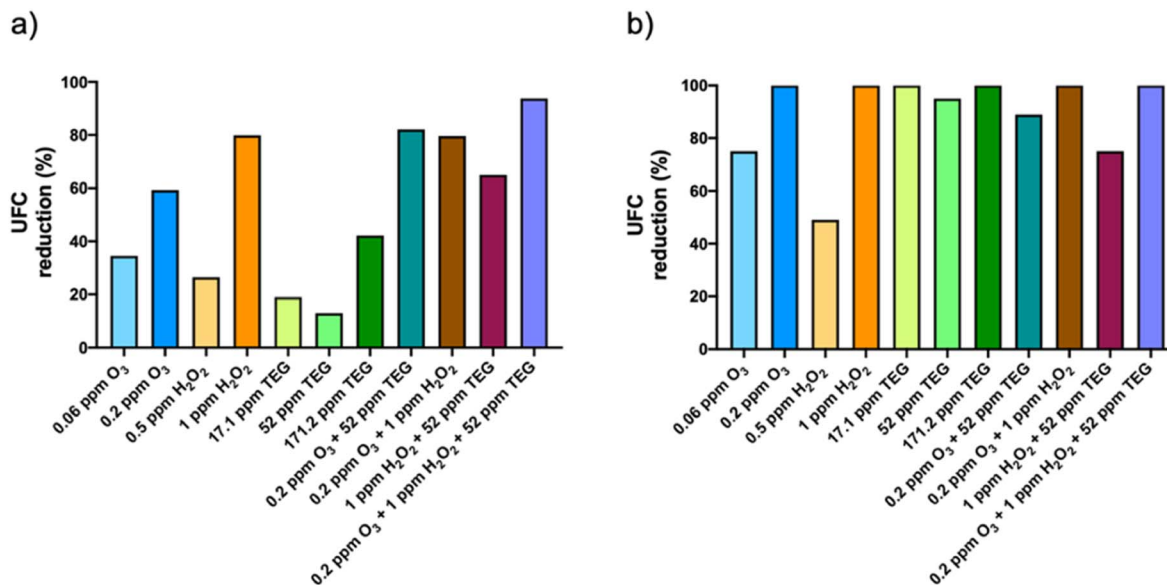 a)
UFC
reduction (%)
100
80
60
40
20
0
0.06 ppm O₃
0.2 ppm O₃
0.5 ppm H₂O₂
1 ppm H₂O₂
17.1 ppm TEG
52 ppm TEG
171.2 ppm TEG
0.2 ppm O₃ + 52 ppm TEG
0.2 ppm O₃ + 1 ppm H₂O₂
1 ppm H₂O₂ + 52 ppm TEG
0.2 ppm O₃ + 1 ppm H₂O₂ + 52 ppm TEG
b)
UFC
reduction (%)
100
80
60
40
20
0
0.06 ppm O₃
0.2 ppm O₃
0.5 ppm H₂O₂
1 ppm H₂O₂
17.1 ppm TEG
52 ppm TEG
171.2 ppm TEG
0.2 ppm O₃ + 52 ppm TEG
0.2 ppm O₃ + 1 ppm H₂O₂
1 ppm H₂O₂ + 52 ppm TEG
0.2 ppm O₃ + 1 ppm H₂O₂ + 52 ppm TEG